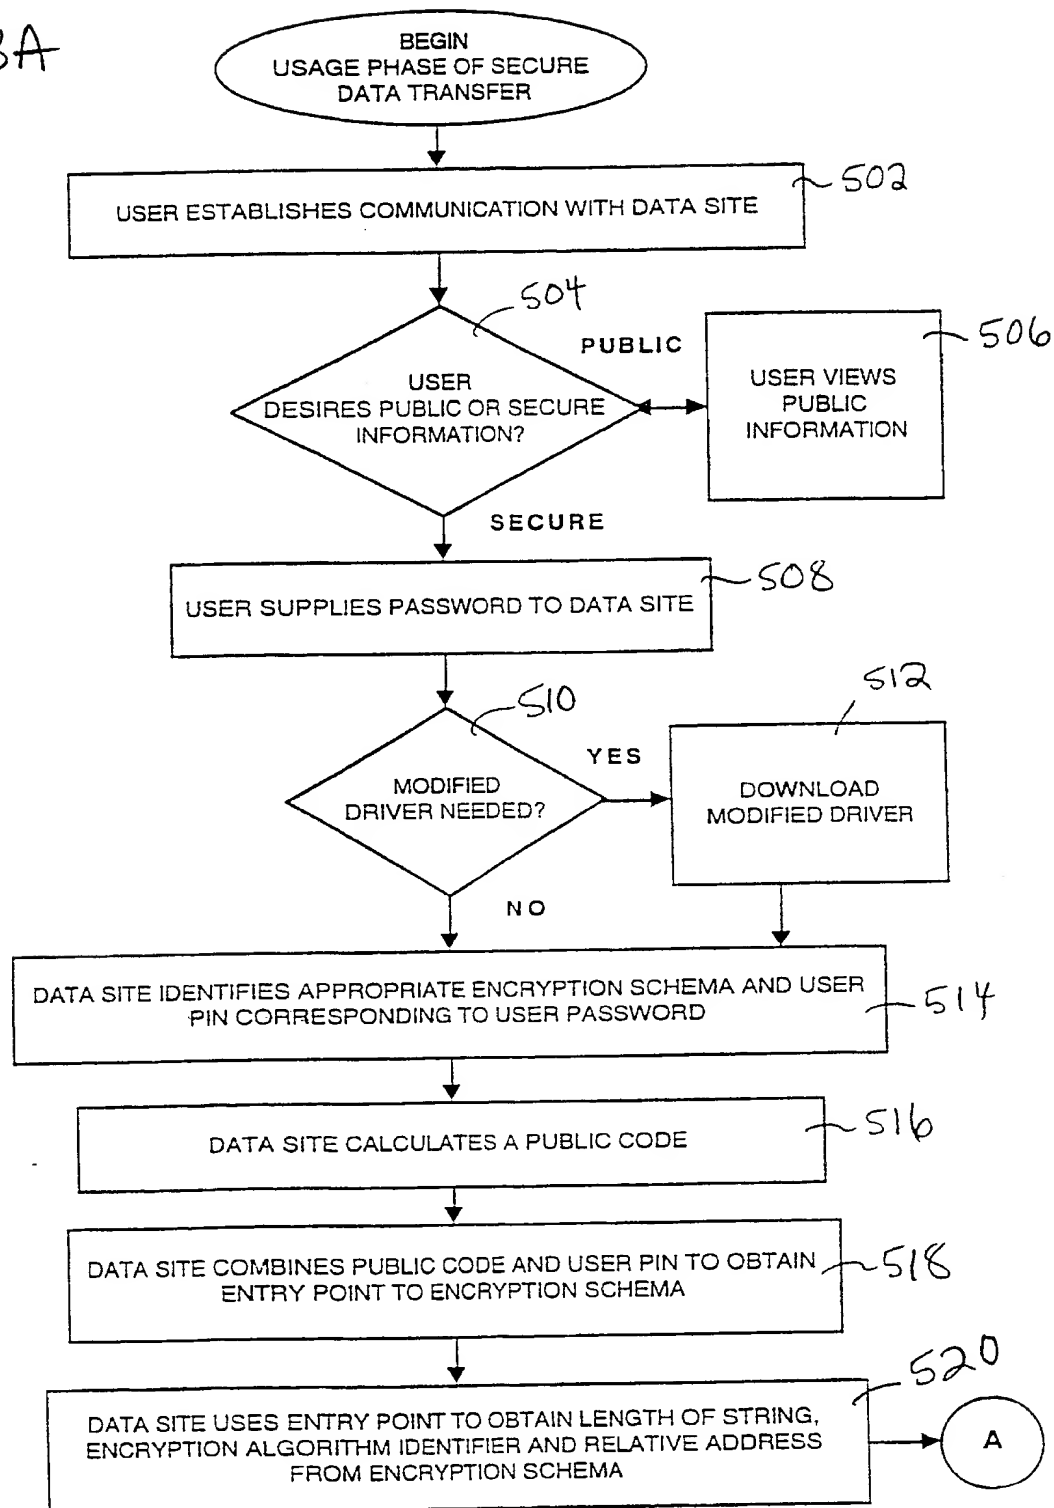 3A
BEGIN
USAGE PHASE OF SECURE
DATA TRANSFER
502
USER ESTABLISHES COMMUNICATION WITH DATA SITE
504
PUBLIC
506
USER
DESIRES PUBLIC OR SECURE
INFORMATION?
USER VIEWS
PUBLIC
INFORMATION
SECURE
508
USER SUPPLIES PASSWORD TO DATA SITE
510
512
YES
MODIFIED
DRIVER NEEDED?
DOWNLOAD
MODIFIED DRIVER
NO
DATA SITE IDENTIFIES APPROPRIATE ENCRYPTION SCHEMA AND USER
PIN CORRESPONDING TO USER PASSWORD
514
DATA SITE CALCULATES A PUBLIC CODE
516
DATA SITE COMBINES PUBLIC CODE AND USER PIN TO OBTAIN
ENTRY POINT TO ENCRYPTION SCHEMA
518
520
DATA SITE USES ENTRY POINT TO OBTAIN LENGTH OF STRING,
ENCRYPTION ALGORITHM IDENTIFIER AND RELATIVE ADDRESS
FROM ENCRYPTION SCHEMA
A